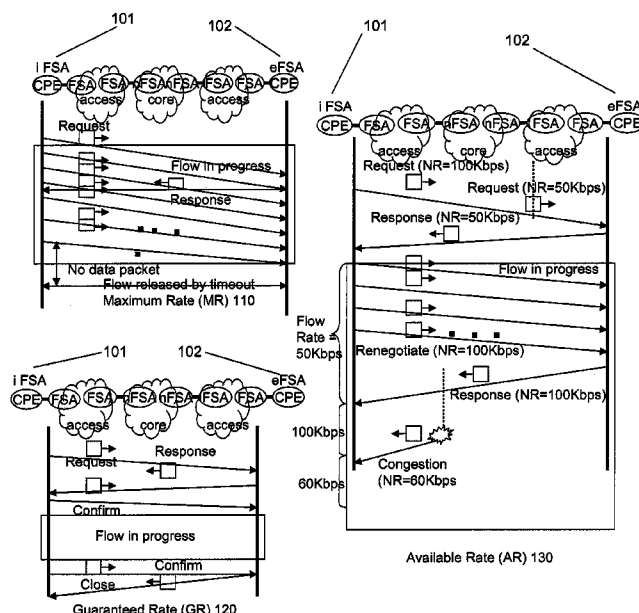 101
102
i FSA
eFSA
CPE FSA FSA nFSA nFSA FSA FSA CPE
access core access
Request
Flow in progress
Response
No data packet
Flow released by timeout
Maximum Rate (MR) 110
101
102
i FSA
eFSA
CPE FSA FSA nFSA nFSA FSA FSA CPE
access core access
Response
Request
Confirm
Flow in progress
Confirm
Close
Guaranteed Rate (GR) 120
101
102
i FSA
eFSA
CPE FSA FSA nFSA nFSA FSA FSA CPE
access core access
Request (NR=100Kbps)
Request (NR=50Kbps)
Response (NR=50Kbps)
Flow in progress
Flow
Rate =
50Kbps
Renegotiate (NR=100Kbps)
Response (NR=100Kbps)
100Kbps
Congestion
(NR=60Kbps
60Kbps
Available Rate (AR) 130